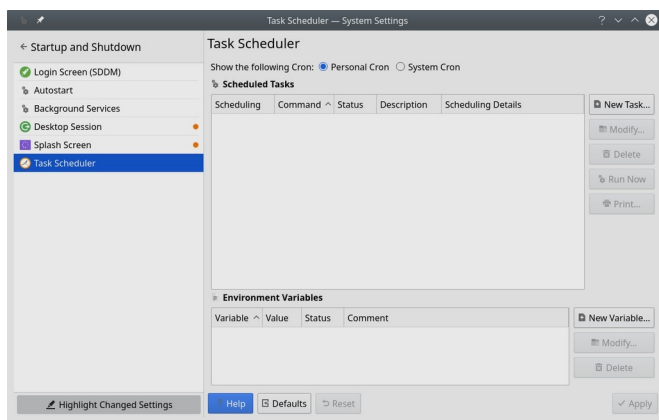 Task Scheduler — System Settings
Startup and Shutdown
Login Screen (SDDM)
Autostart
Background Services
Desktop Session
Splash Screen
Task Scheduler
Highlight Changed Settings
Task Scheduler
Show the following Cron: Personal Cron System Cron
Scheduled Tasks
Scheduling Command Status Description Scheduling Details
New Task...
Modify...
Delete
Run Now
Print...
Environment Variables
Variable Value Status Comment
New Variable...
Modify...
Delete
Help Defaults Reset Apply